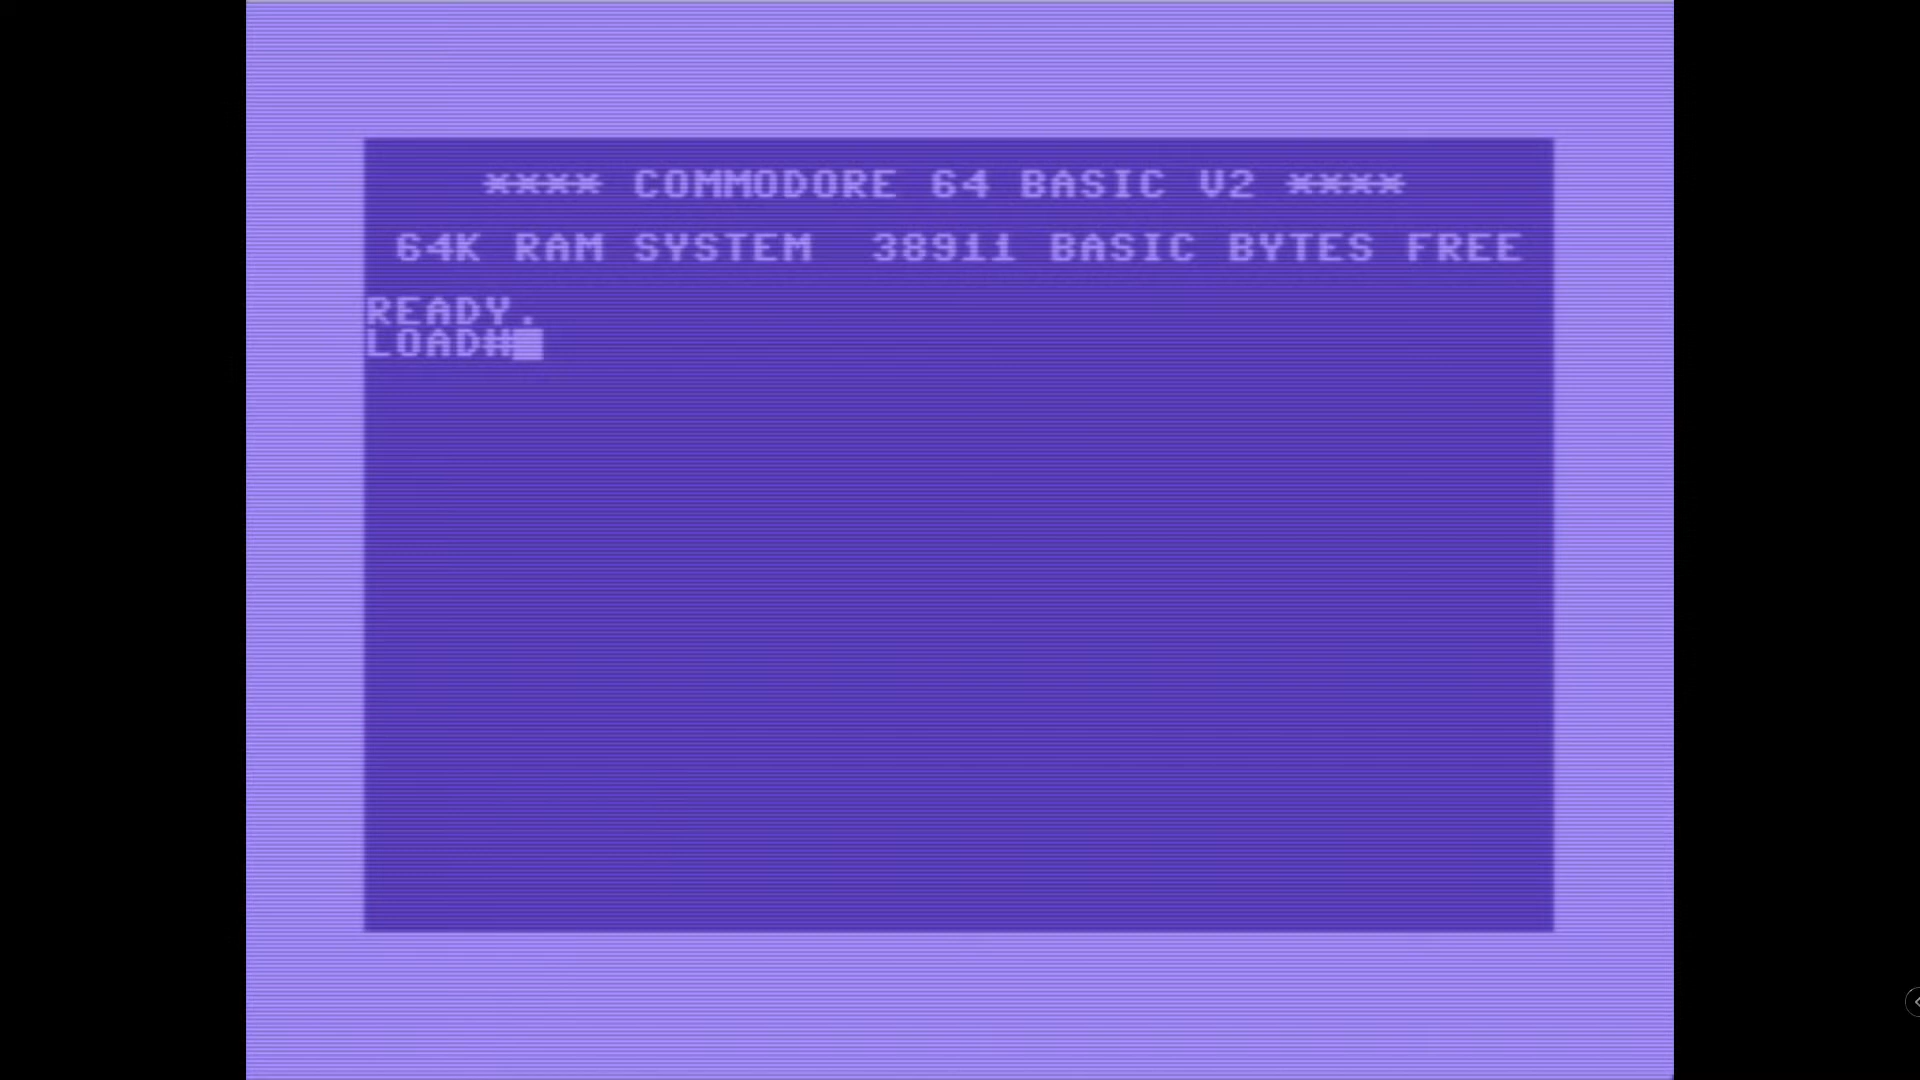 **** COMMODORE 64 BASIC V2 ****
64K RAM SYSTEM  38911 BASIC BYTES FREE
READY.
LOAD#